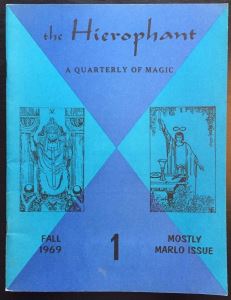 the Hierophant
A QUARTERLY OF MAGIC
FALL
1969
1
MOSTLY
MARLO ISSUE